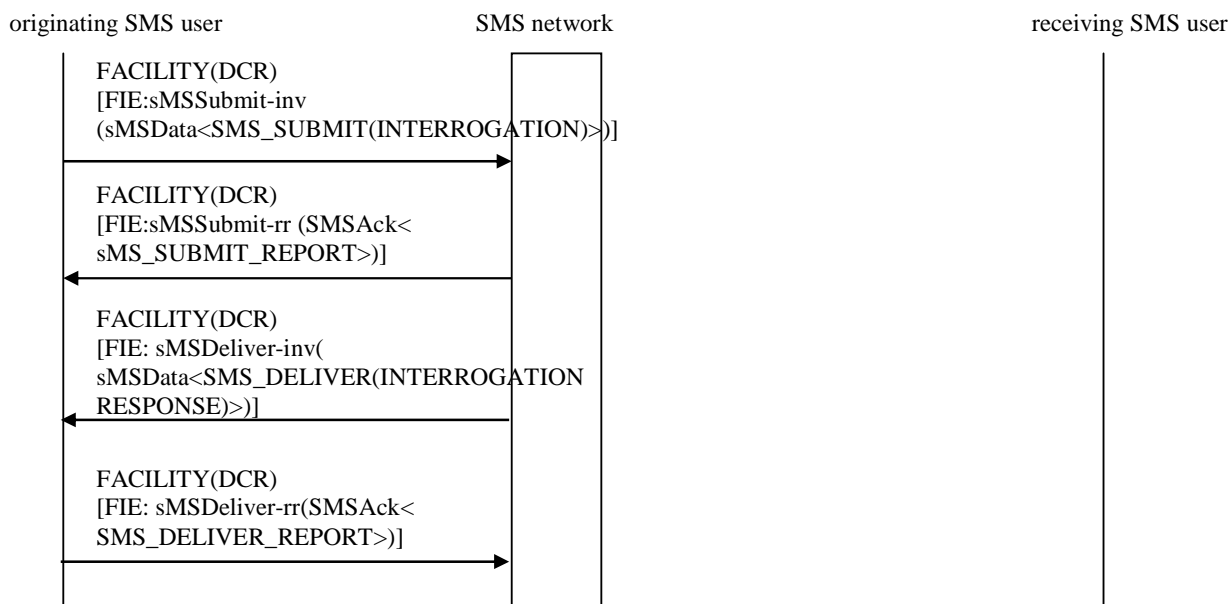 originating SMS user
SMS network
receiving SMS user
FACILITY(DCR)
[FIE:sMSSubmit-inv
(sMSData<SMS_SUBMIT(INTERROGATION)>)]
FACILITY(DCR)
[FIE:sMSSubmit-rr (SMSAck<
sMS_SUBMIT_REPORT>)]
FACILITY(DCR)
[FIE: sMSDeliver-inv(
sMSData<SMS_DELIVER(INTERROGATION
RESPONSE)>)]
FACILITY(DCR)
[FIE: sMSDeliver-rr(SMSAck<
SMS_DELIVER_REPORT>)]